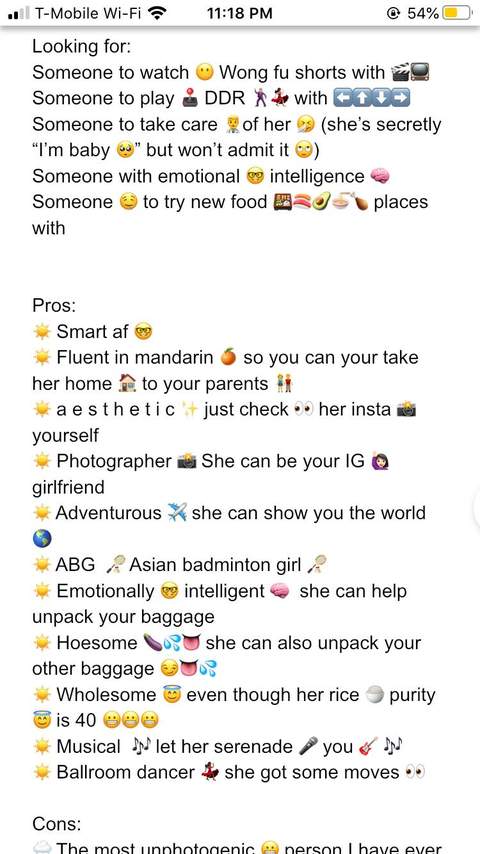 T-Mobile Wi-Fi 11:18 PM 54%
Looking for:
Someone to watch 😶 Wong fu shorts with 🎬📺
Someone to play 🕹️ DDR 🕺💃 with ⬅️⬆️⬇️➡️
Someone to take care 👨‍⚕️of her 🤧 (she’s secretly
“I’m baby 🥺” but won’t admit it 🙄)
Someone with emotional 🤓 intelligence 🧠
Someone 😋 to try new food 🍱🥓🥑🍜🍗 places
with
Pros:
☀️ Smart af 🤓
☀️ Fluent in mandarin 🍊 so you can your take
her home 🏠 to your parents 👫
☀️ a e s t h e t i c ✨ just check 👀 her insta 📸
yourself
☀️ Photographer 📸 She can be your IG 🙋🏻‍♀️
girlfriend
☀️ Adventurous ✈️ she can show you the world
🌎
☀️ ABG 🏸 Asian badminton girl 🏸
☀️ Emotionally 🤓 intelligent 🧠 she can help
unpack your baggage
☀️ Hoesome 🍆💦👅 she can also unpack your
other baggage 😏👅💦
☀️ Wholesome 😇 even though her rice 🍚 purity
😇 is 40 😬😬😬
☀️ Musical 🎶 let her serenade 🎤 you 🎸🎶
☀️ Ballroom dancer 💃 she got some moves 👀
Cons:
🌧️ The most unphotogenic 😬 person I have ever